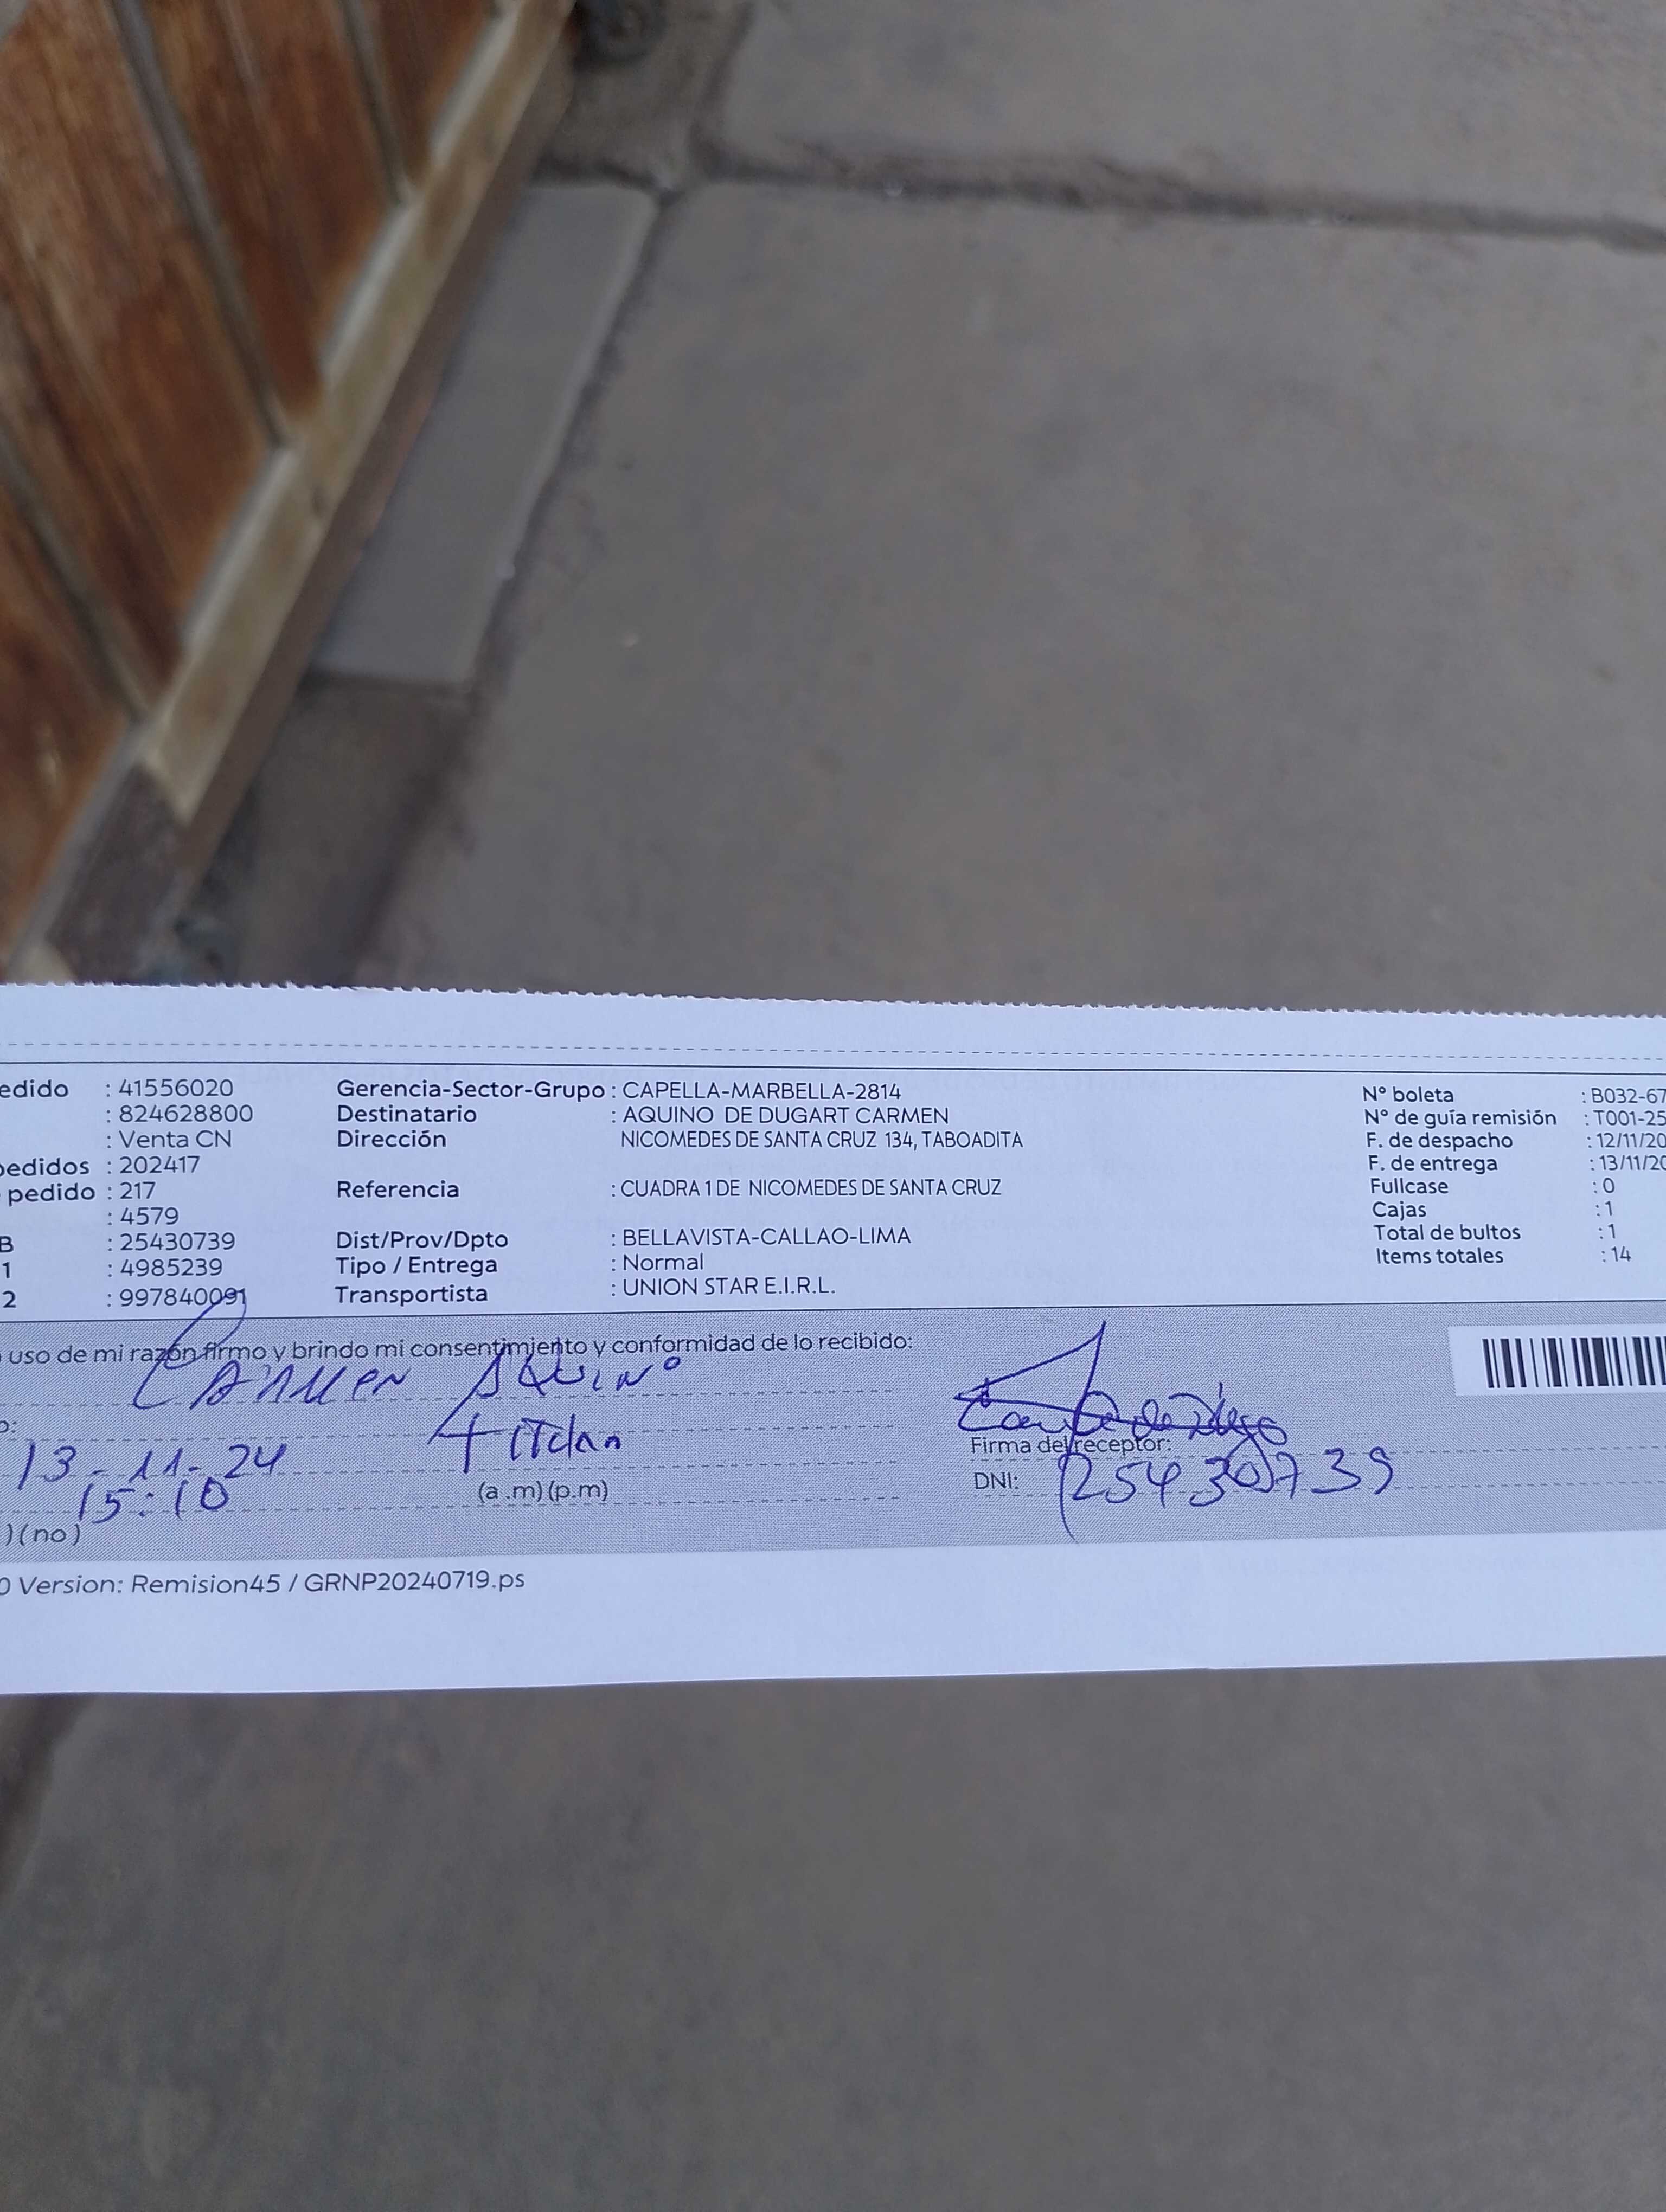 edido : 41556020 Gerencia-Sector-Grupo : CAPELLA-MARBELLA-2814 N° boleta : B032-67
: 824628800 Destinatario : AQUINO DE DUGART CARMEN N° de guía remisión : T001-25
: Venta CN Dirección NICOMEDES DE SANTA CRUZ 134, TABOADITA F. de despacho : 12/11/20
pedidos : 202417 F. de entrega : 13/11/20
pedido : 217 Referencia : CUADRA 1 DE NICOMEDES DE SANTA CRUZ Fullcase : 0
: 4579 Cajas : 1
B : 25430739 Dist/Prov/Dpto : BELLAVISTA-CALLAO-LIMA Total de bultos : 1
1 : 4985239 Tipo / Entrega : Normal Items totales : 14
2 : 997840091 Transportista : UNION STAR E.I.R.L.
uso de mi razón firmo y brindo mi consentimiento y conformidad de lo recibido:
CARMEN AQUINO
o: titular
Firma del receptor:
13-11-24
15:10 (a.m) (p.m) DNI: 25430739
) (no)
0 Version: Remision45 / GRNP20240719.ps